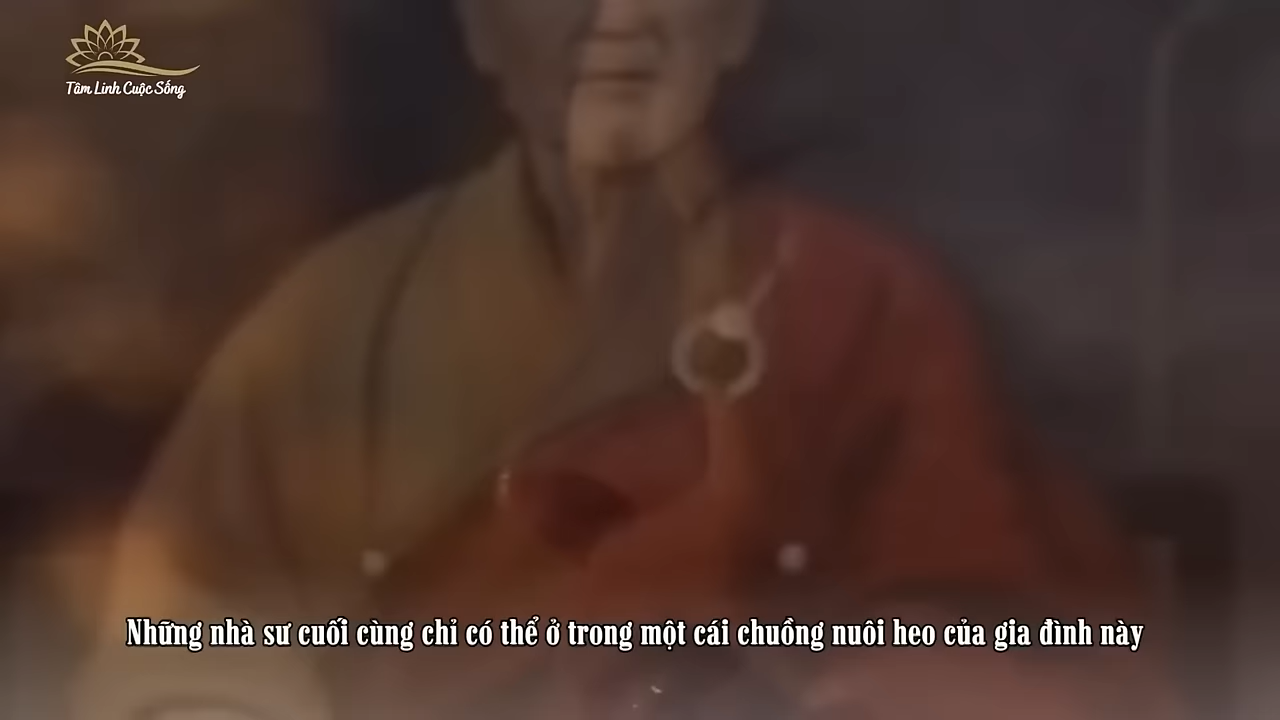 Tâm Linh Cuộc Sống
Những nhà sư cuối cùng chỉ có thể ở trong một cái chuồng nuôi heo của gia đình này